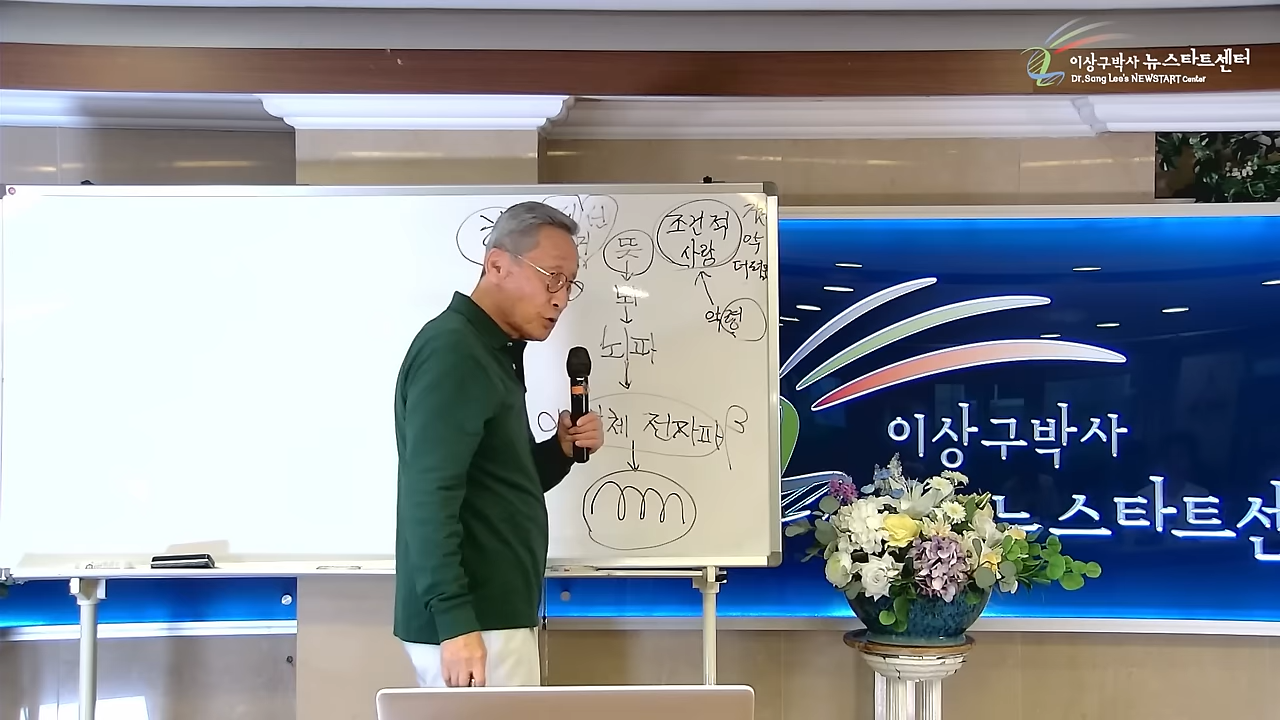 이상구박사 뉴스타트센터
Dr. Sang Lee's NEWSTART Center
뜻
조건적
사람
뇌
악령
뇌파
체 전자파 β
이상구박사
뉴스타트센